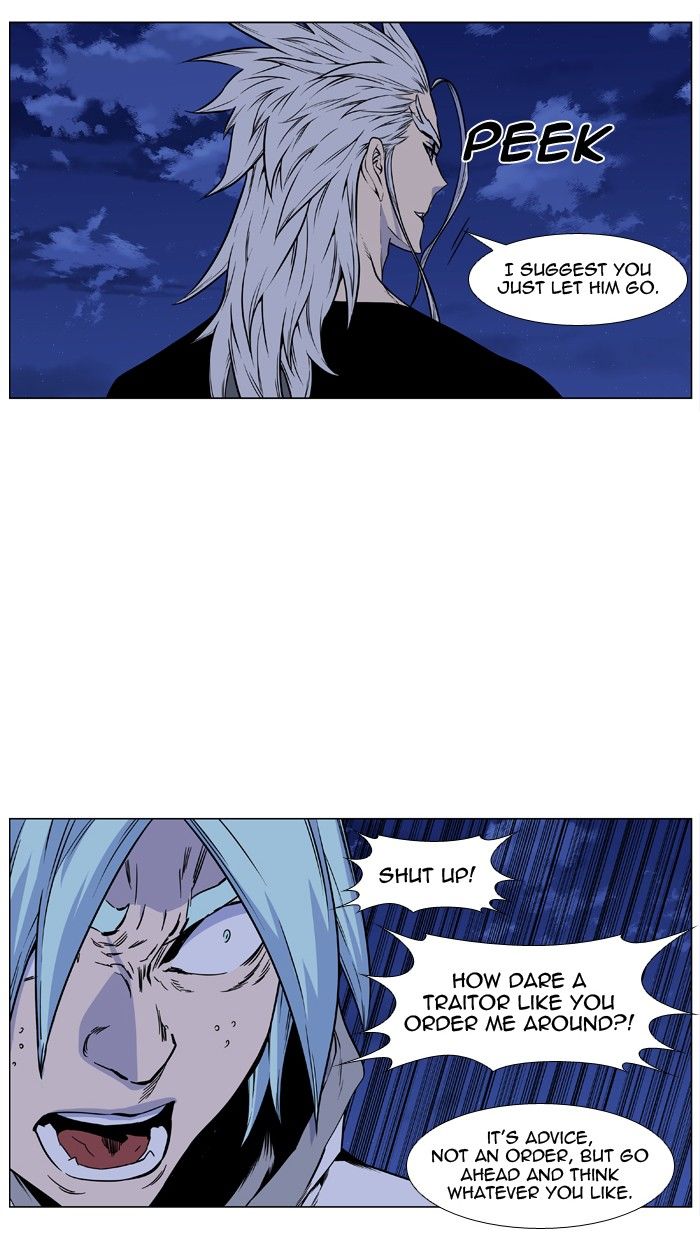 PEEK
I SUGGEST YOU
JUST LET HIM GO.
SHUT UP!
HOW DARE A
TRAITOR LIKE YOU
ORDER ME AROUND?!
IT'S ADVICE,
NOT AN ORDER, BUT GO
AHEAD AND THINK
WHATEVER YOU LIKE.